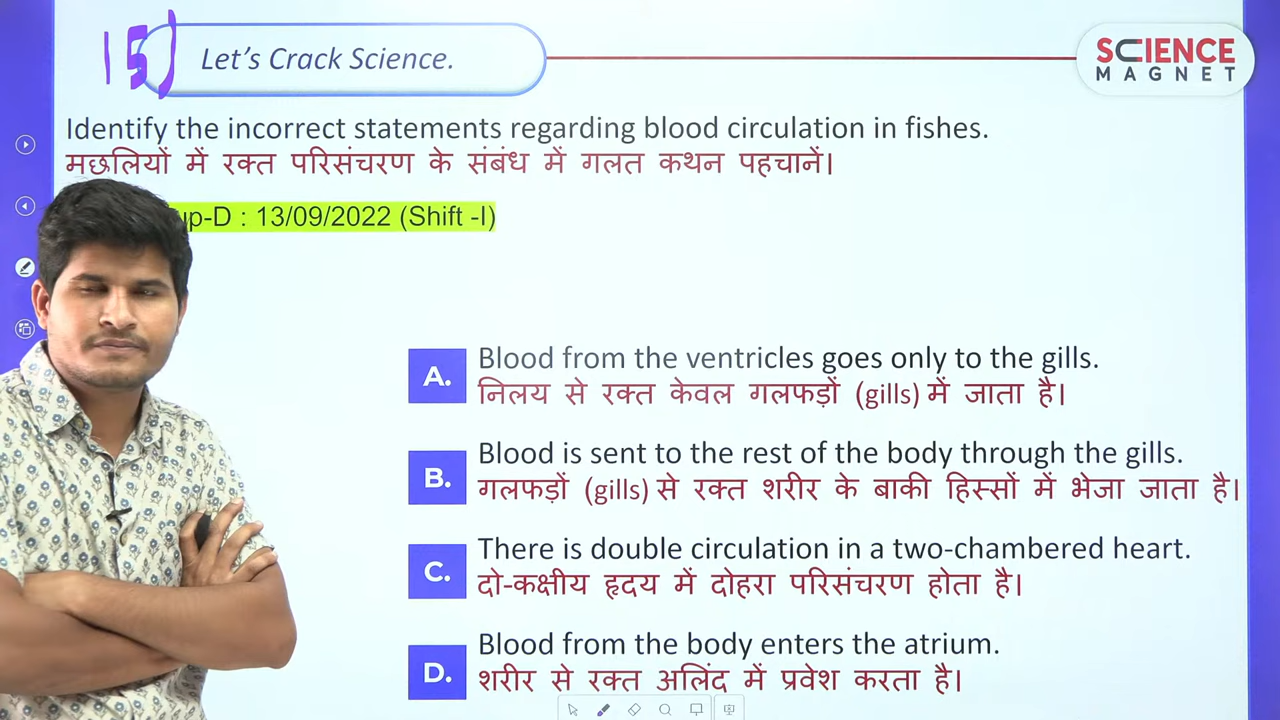 15)
Let's Crack Science.
SCIENCE
MAGNET
Identify the incorrect statements regarding blood circulation in fishes.
मछलियों में रक्त परिसंचरण के संबंध में गलत कथन पहचानें।
up-D : 13/09/2022 (Shift -I)
A. Blood from the ventricles goes only to the gills.
निलय से रक्त केवल गलफड़ों (gills) में जाता है।
B. Blood is sent to the rest of the body through the gills.
गलफड़ों (gills) से रक्त शरीर के बाकी हिस्सों में भेजा जाता है।
C. There is double circulation in a two-chambered heart.
दो-कक्षीय हृदय में दोहरा परिसंचरण होता है।
D. Blood from the body enters the atrium.
शरीर से रक्त अलिंद में प्रवेश करता है।